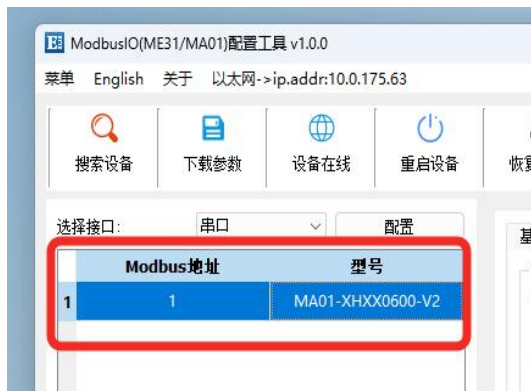 ModbusIO(ME31/MA01)配置工具 v1.0.0
菜单 English 关于 以太网->ip.addr:10.0.175.63
搜索设备 下载参数 设备在线 重启设备 恢复
选择接口: 串口 配置
基
Modbus地址 型号
1 1 MA01-XHXX0600-V2